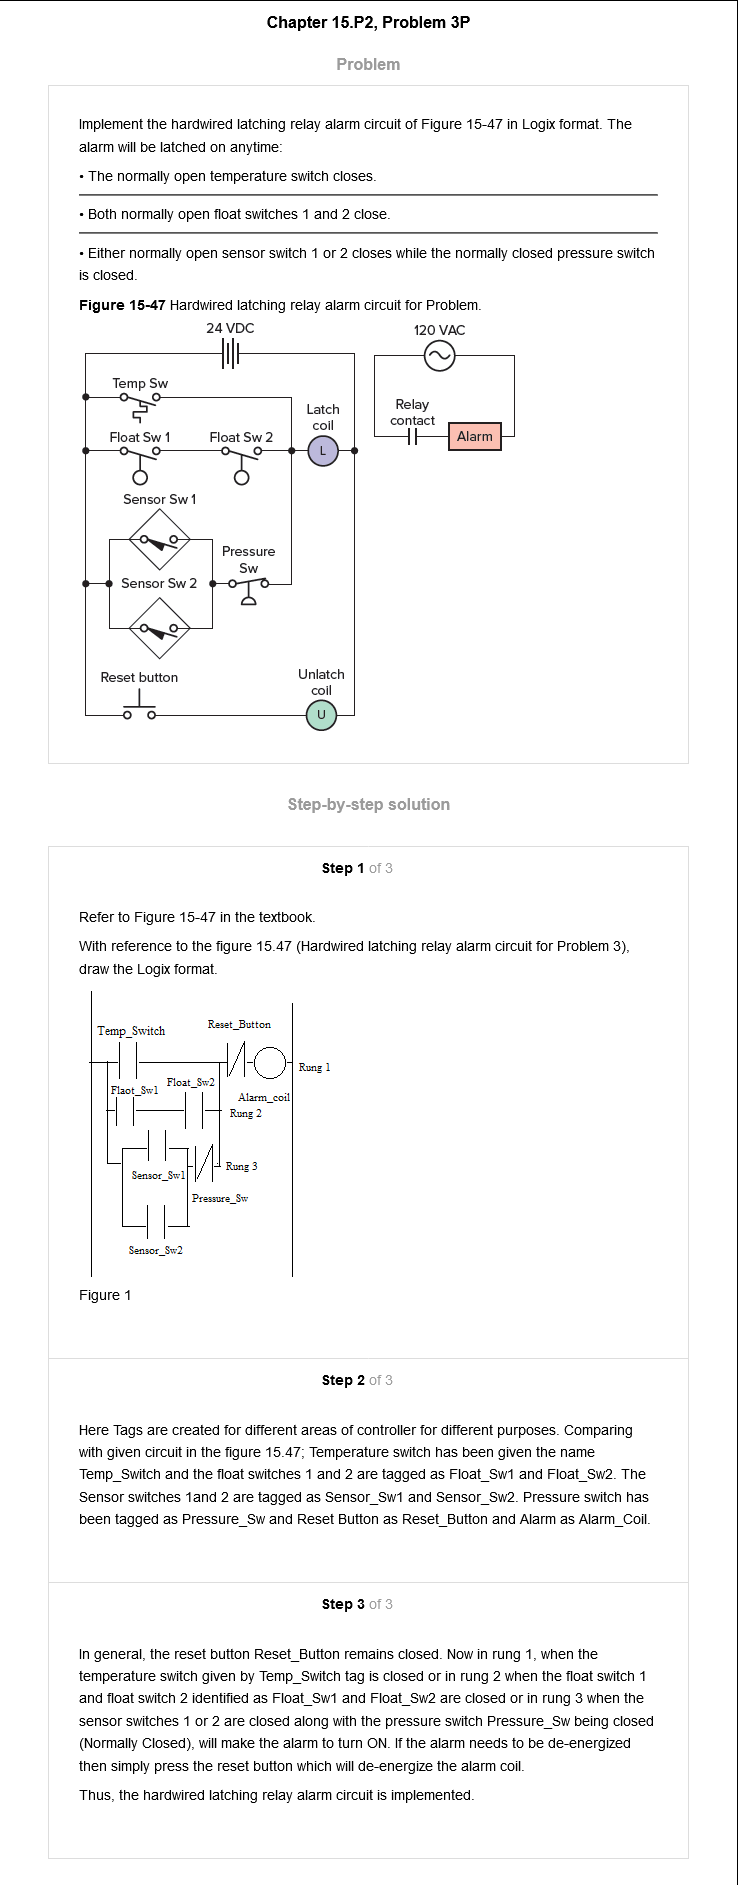 Chapter 15.P2, Problem 3P
Problem
Implement the hardwired latching relay alarm circuit of Figure 15-47 in Logix format. The
alarm will be latched on anytime:
• The normally open temperature switch closes.
• Both normally open float switches 1 and 2 close.
• Either normally open sensor switch 1 or 2 closes while the normally closed pressure switch
is closed.
Figure 15-47 Hardwired latching relay alarm circuit for Problem.
24 VDC
120 VAC
Temp Sw
Latch
coil
Relay
contact
Float Sw 1
Float Sw 2
L
Alarm
Sensor Sw 1
Pressure
Sw
Sensor Sw 2
Reset button
Unlatch
coil
U
Step-by-step solution
Step 1 of 3
Refer to Figure 15-47 in the textbook.
With reference to the figure 15.47 (Hardwired latching relay alarm circuit for Problem 3),
draw the Logix format.
Temp_Switch
Reset_Button
Rung 1
Flaot_Sw1
Float_Sw2
Alarm_coil
Rung 2
Sensor_Sw1
Rung 3
Pressure_Sw
Sensor_Sw2
Figure 1
Step 2 of 3
Here Tags are created for different areas of controller for different purposes. Comparing
with given circuit in the figure 15.47; Temperature switch has been given the name
Temp_Switch and the float switches 1 and 2 are tagged as Float_Sw1 and Float_Sw2. The
Sensor switches 1and 2 are tagged as Sensor_Sw1 and Sensor_Sw2. Pressure switch has
been tagged as Pressure_Sw and Reset Button as Reset_Button and Alarm as Alarm_Coil.
Step 3 of 3
In general, the reset button Reset_Button remains closed. Now in rung 1, when the
temperature switch given by Temp_Switch tag is closed or in rung 2 when the float switch 1
and float switch 2 identified as Float_Sw1 and Float_Sw2 are closed or in rung 3 when the
sensor switches 1 or 2 are closed along with the pressure switch Pressure_Sw being closed
(Normally Closed), will make the alarm to turn ON. If the alarm needs to be de-energized
then simply press the reset button which will de-energize the alarm coil.
Thus, the hardwired latching relay alarm circuit is implemented.